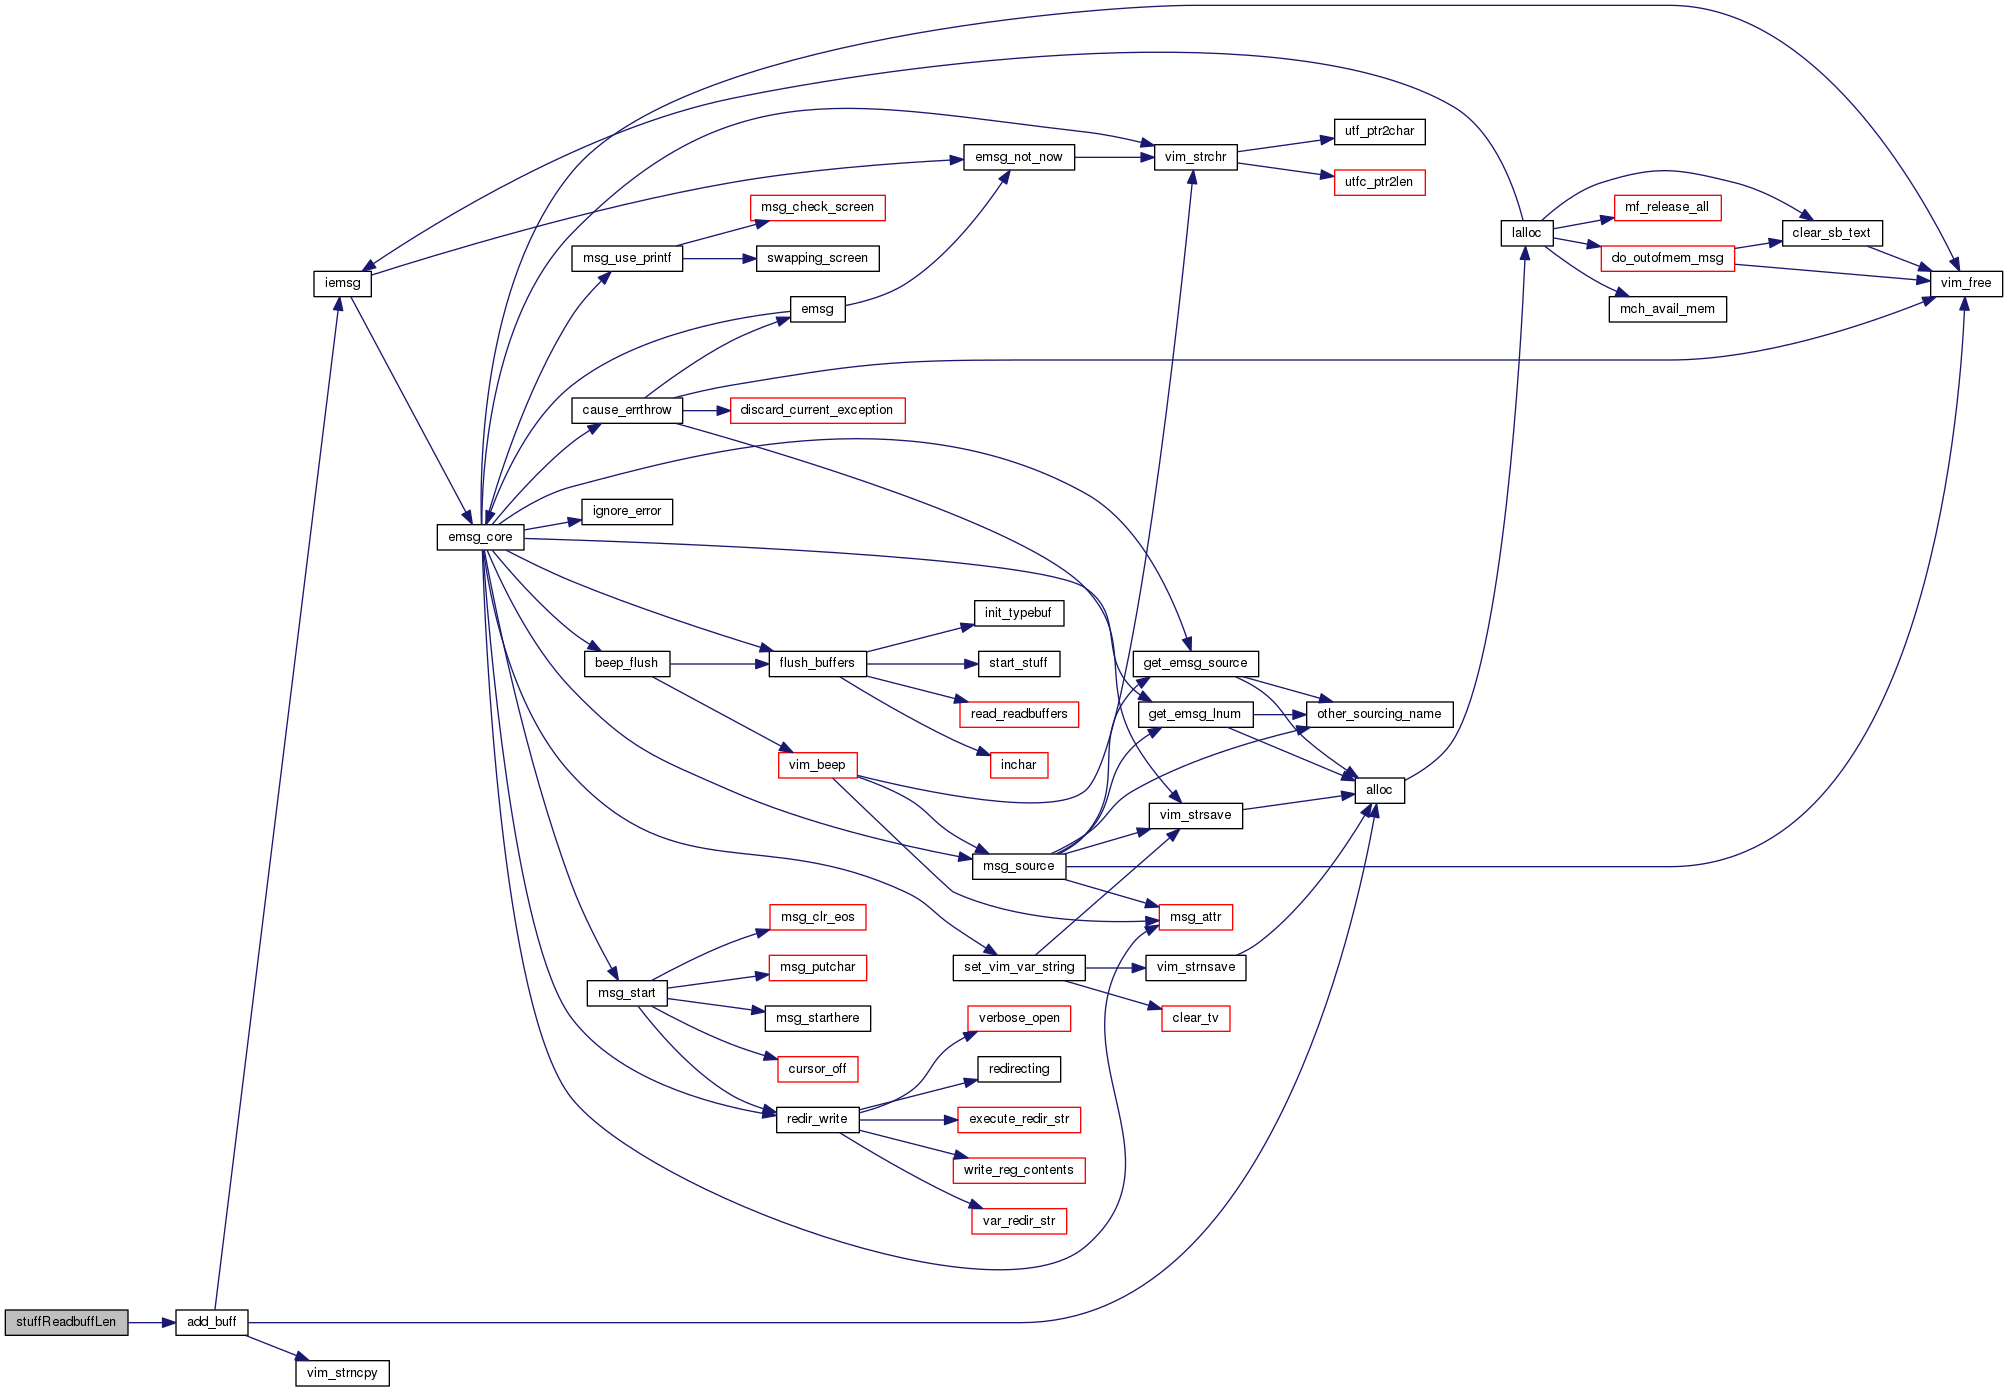 utf_ptr2char
emsg_not_now
vim_strchr
utfc_ptr2len
msg_check_screen
mf_release_all
lalloc
clear_sb_text
msg_use_printf
swapping_screen
do_outofmem_msg
iemsg
vim_free
emsg
mch_avail_mem
cause_errthrow
discard_current_exception
ignore_error
emsg_core
init_typebuf
beep_flush
flush_buffers
start_stuff
get_emsg_source
read_readbuffers
get_emsg_lnum
other_sourcing_name
vim_beep
inchar
alloc
vim_strsave
msg_source
msg_clr_eos
msg_attr
msg_putchar
set_vim_var_string
vim_strnsave
msg_start
msg_starthere
verbose_open
clear_tv
cursor_off
redirecting
redir_write
execute_redir_str
write_reg_contents
var_redir_str
stuffReadbuffLen
add_buff
vim_strncpy